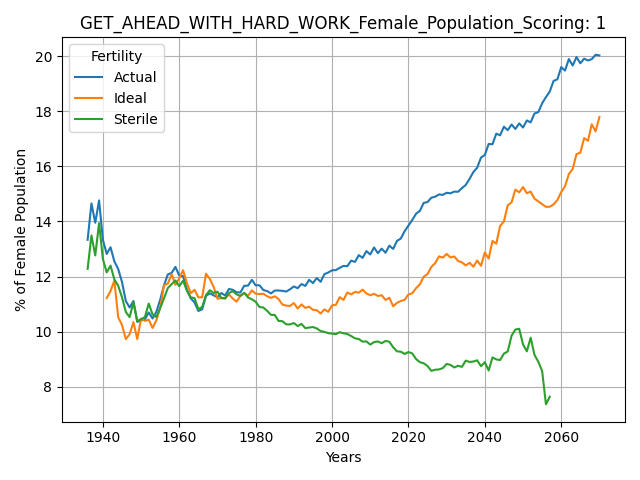 GET_AHEAD_WITH_HARD_WORK_Female_Population_Scoring: 1
Fertility
Actual
Ideal
Sterile
% of Female Population
20
18
16
14
12
10
8
1940 1960 1980 2000 2020 2040 2060
Years